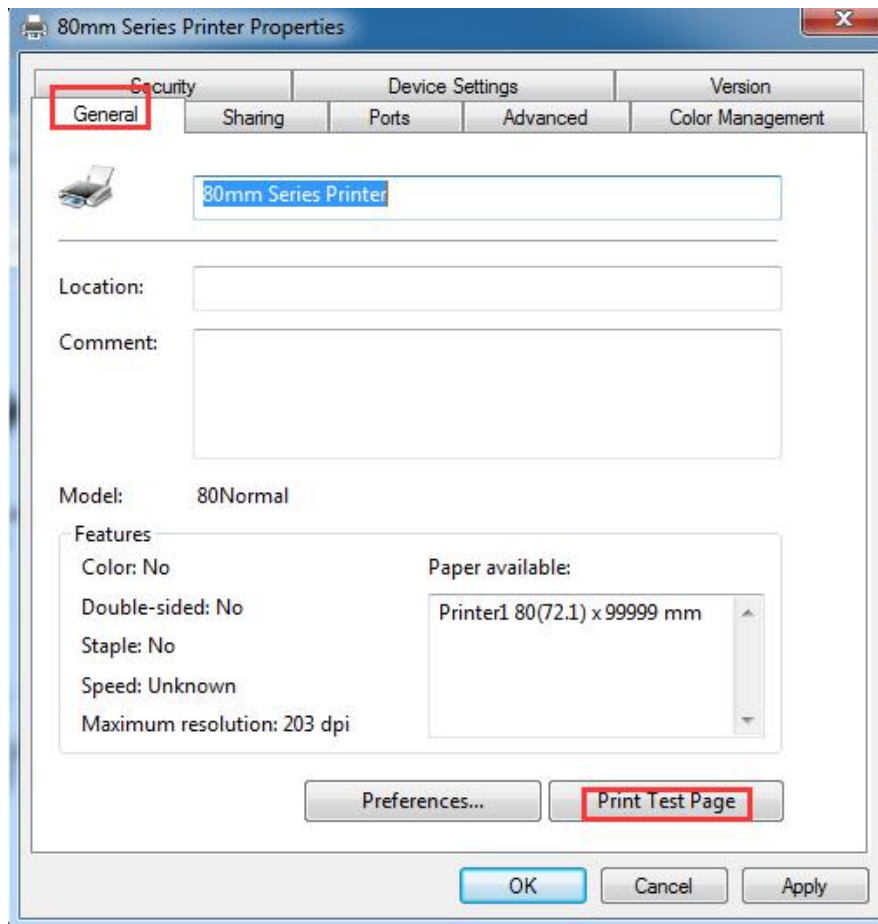 80mm Series Printer Properties
X
Security Device Settings Version
General Sharing Ports Advanced Color Management
80mm Series Printer
Location:
Comment:
Model: 80Normal
Features
Color: No Paper available:
Double-sided: No Printer1 80(72.1) x 99999 mm
Staple: No
Speed: Unknown
Maximum resolution: 203 dpi
Preferences... Print Test Page
OK Cancel Apply